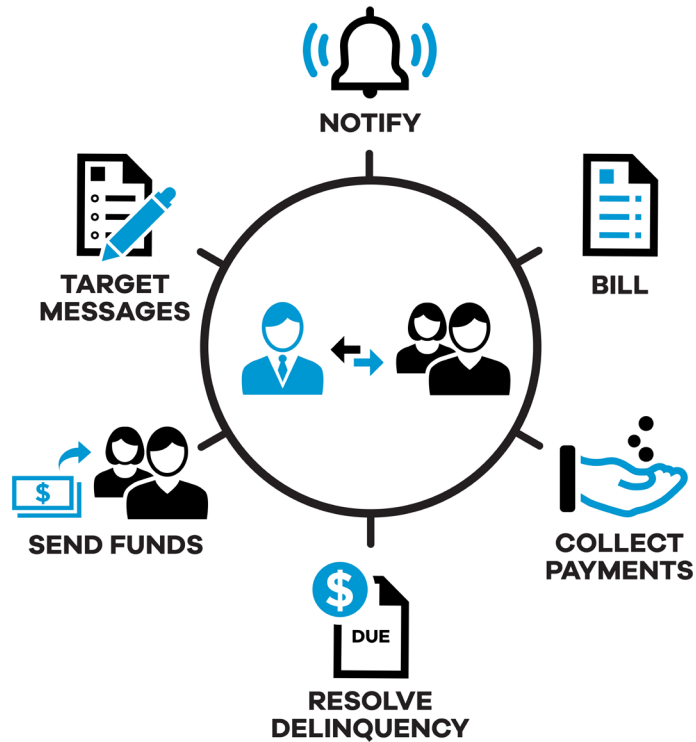 NOTIFY
BILL
COLLECT
PAYMENTS
$
DUE
RESOLVE
DELINQUENCY
$
SEND FUNDS
TARGET
MESSAGES